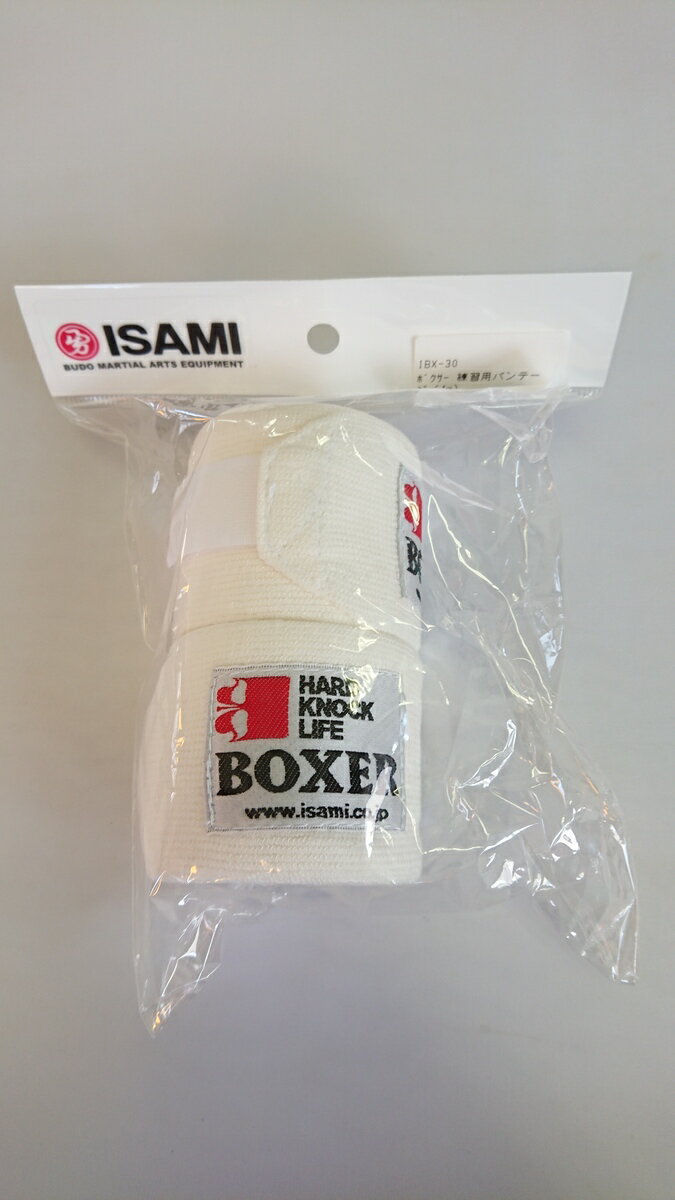 ISAMI
BUDO MARTIAL ARTS EQUIPMENT
IBX-30
ボクサー 練習用バンテー
HARD
KNOCK
LIFE
BOXER
www.isami.co.jp